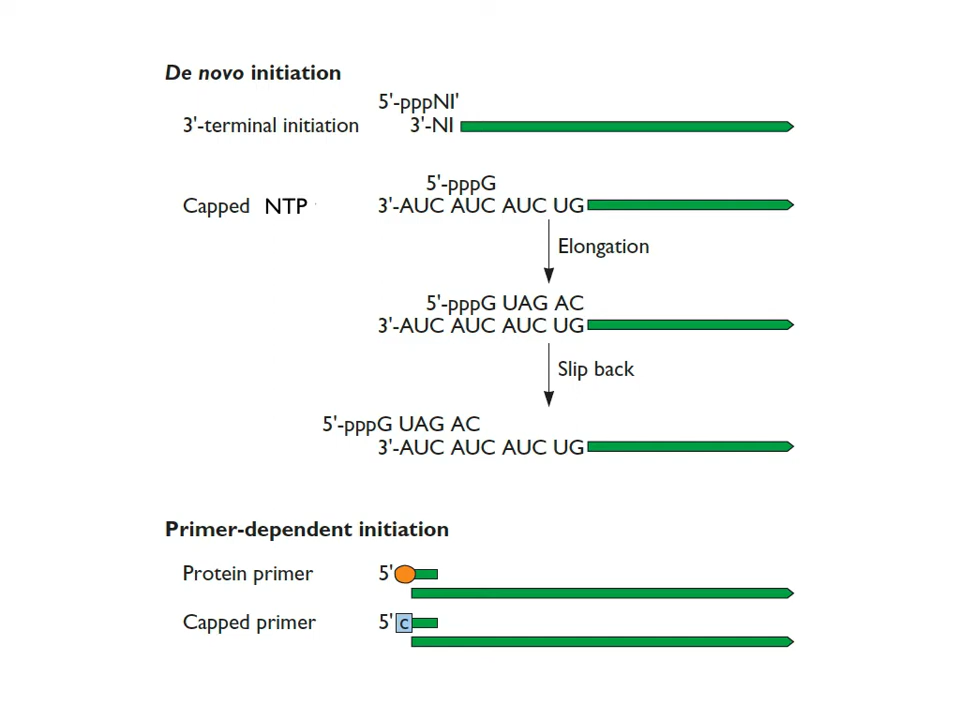 De novo initiation
5'-pppNI'
3'-terminal initiation 3'-NI
5'-pppG
Capped NTP 3'-AUC AUC AUC UG
Elongation
5'-pppG UAG AC
3'-AUC AUC AUC UG
Slip back
5'-pppG UAG AC
3'-AUC AUC AUC UG
Primer-dependent initiation
Protein primer 5'
Capped primer 5' C